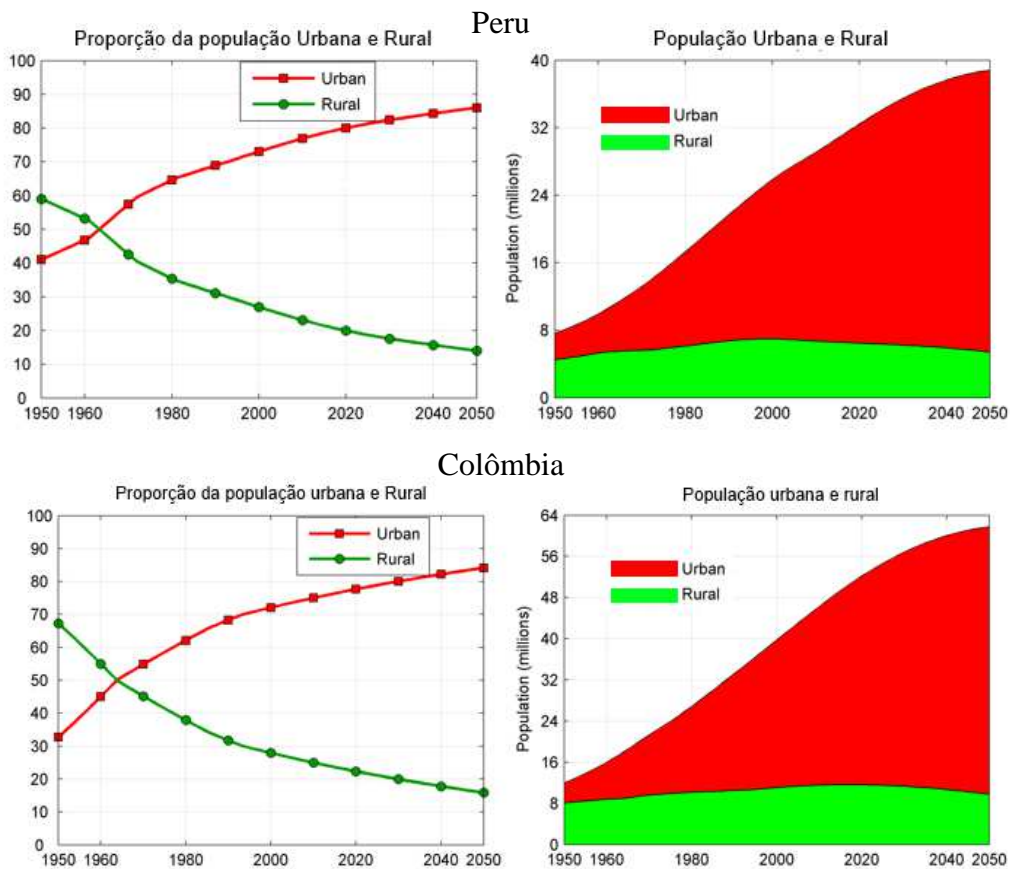 Peru
Proporção da população Urbana e Rural
100
90
80
70
60
50
40
30
20
10
0
Urban
Rural
1950 1960 1980 2000 2020 2040 2050
População Urbana e Rural
Population (millions)
40
32
24
16
8
0
Urban
Rural
1950 1960 1980 2000 2020 2040 2050
Colômbia
Proporção da população urbana e Rural
100
90
80
70
60
50
40
30
20
10
0
Urban
Rural
1950 1960 1980 2000 2020 2040 2050
População urbana e rural
Population (millions)
64
56
48
40
32
24
16
8
0
Urban
Rural
1950 1960 1980 2000 2020 2040 2050